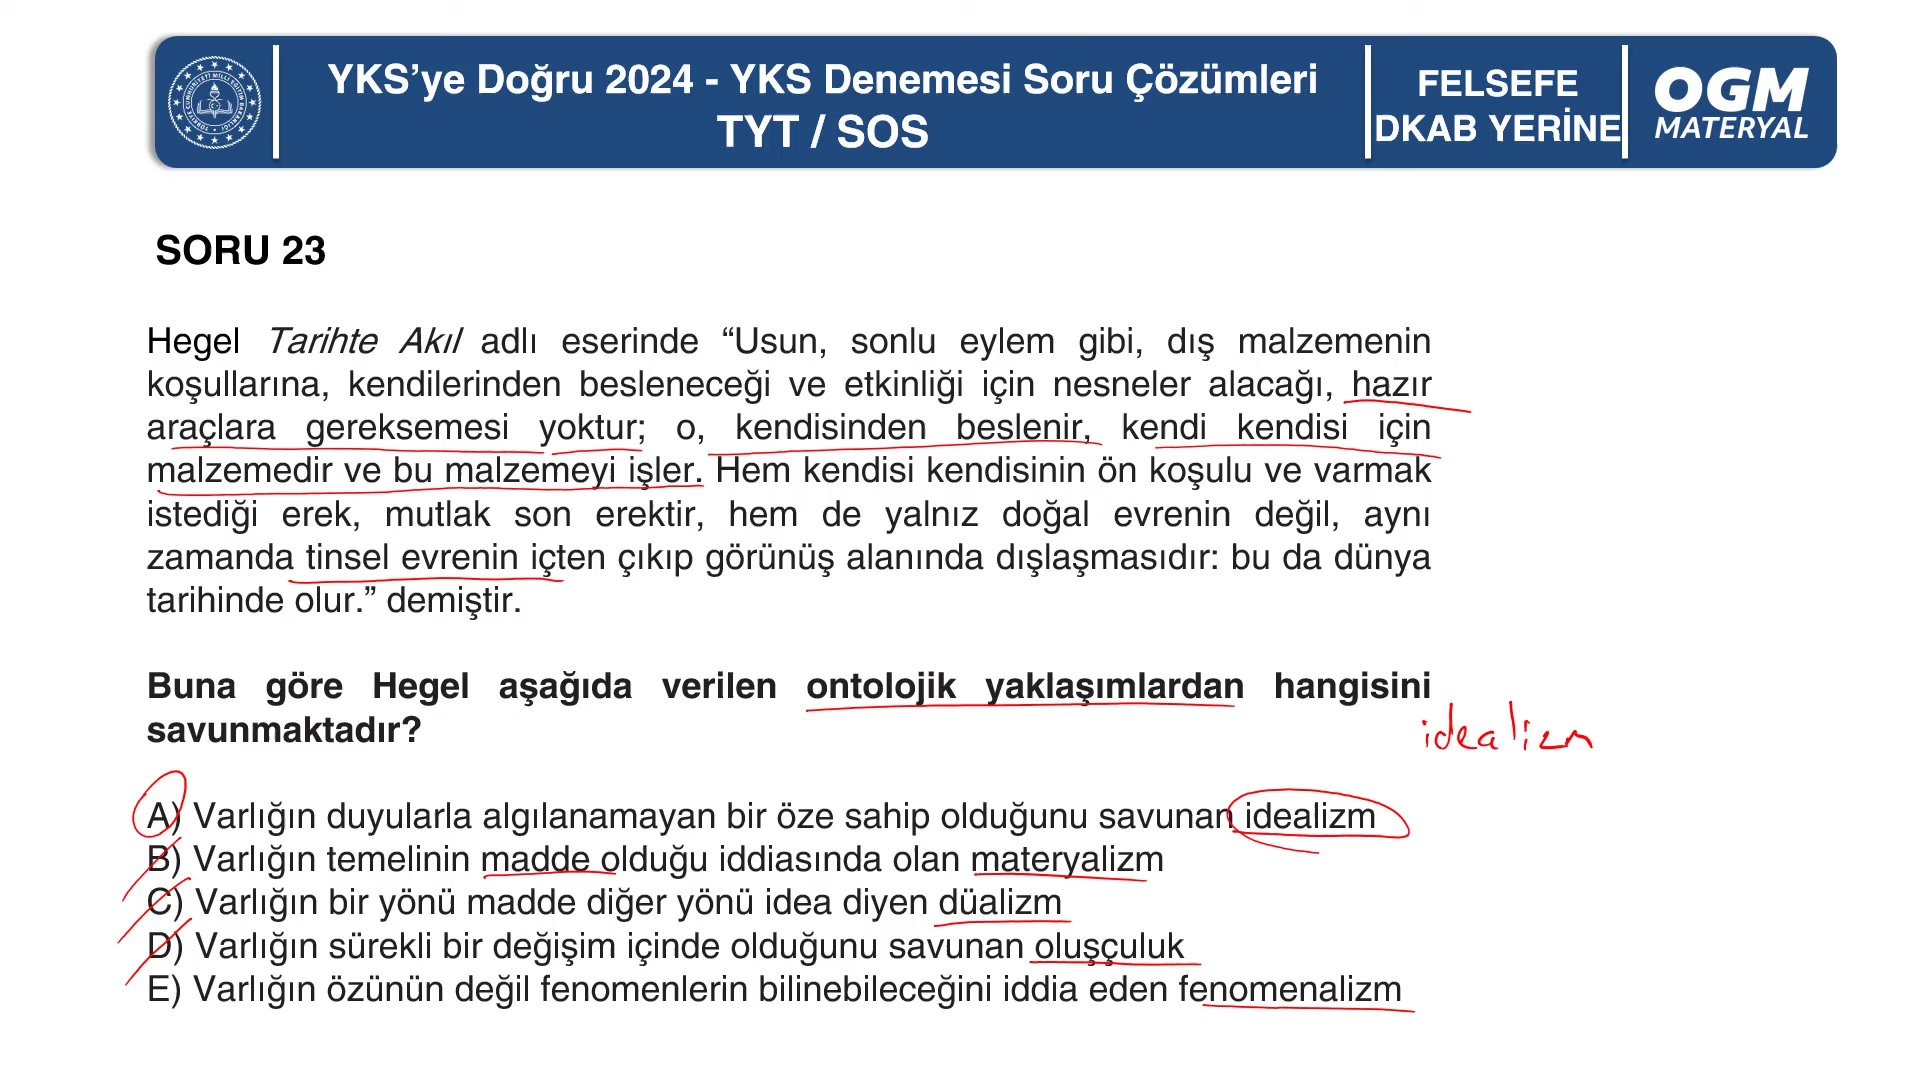 YKS'ye Doğru 2024 - YKS Denemesi Soru Çözümleri
TYT / SOS
FELSEFE
DKAB YERİNE
OGM
MATERYAL
SORU 23
Hegel Tarihte Akıl adlı eserinde “Usun, sonlu eylem gibi, dış malzemenin
koşullarına, kendilerinden besleneceği ve etkinliği için nesneler alacağı, hazır
araçlara gereksemesi yoktur; o, kendisinden beslenir, kendi kendisi için
malzemedir ve bu malzemeyi işler. Hem kendisi kendisinin ön koşulu ve varmak
istediği erek, mutlak son erektir, hem de yalnız doğal evrenin değil, aynı
zamanda tinsel evrenin içten çıkıp görünüş alanında dışlaşmasıdır: bu da dünya
tarihinde olur.” demiştir.
Buna göre Hegel aşağıda verilen ontolojik yaklaşımlardan hangisini
savunmaktadır?
idealizm
A) Varlığın duyularla algılanamayan bir öze sahip olduğunu savunan idealizm
B) Varlığın temelinin madde olduğu iddiasında olan materyalizm
C) Varlığın bir yönü madde diğer yönü idea diyen düalizm
D) Varlığın sürekli bir değişim içinde olduğunu savunan oluşçuluk
E) Varlığın özünün değil fenomenlerin bilinebileceğini iddia eden fenomenalizm